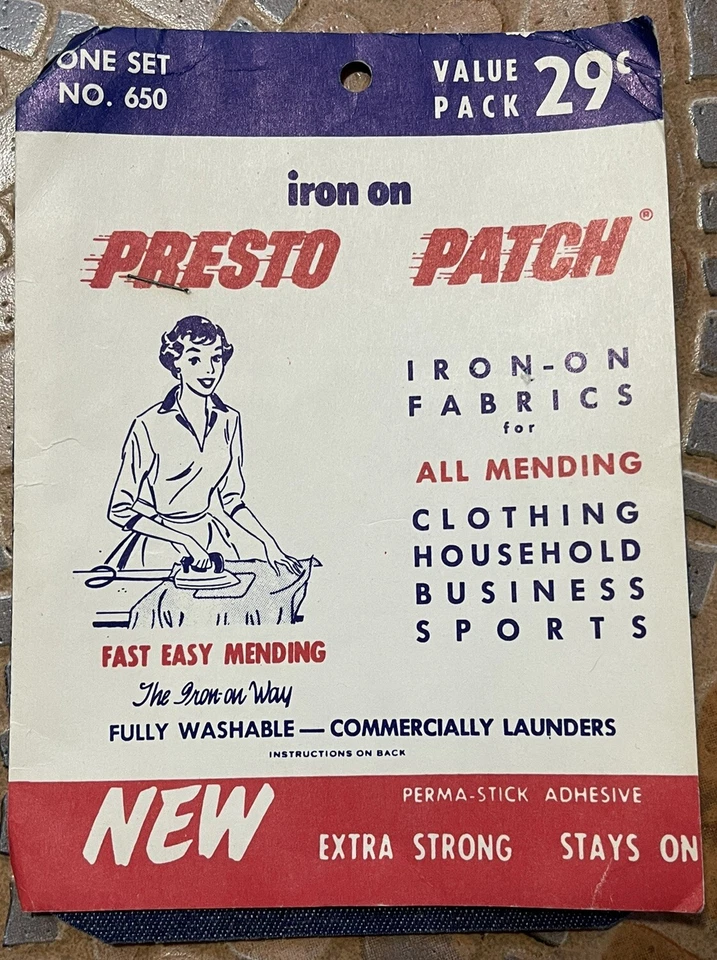 ONE SET
NO. 650
VALUE
PACK 29¢
iron on
PRESTO PATCH®
IRON-ON
FABRICS
for
ALL MENDING
CLOTHING
HOUSEHOLD
BUSINESS
SPORTS
FAST EASY MENDING
The Iron-on Way
FULLY WASHABLE — COMMERCIALLY LAUNDERS
INSTRUCTIONS ON BACK
NEW
PERMA-STICK ADHESIVE
EXTRA STRONG STAYS ON